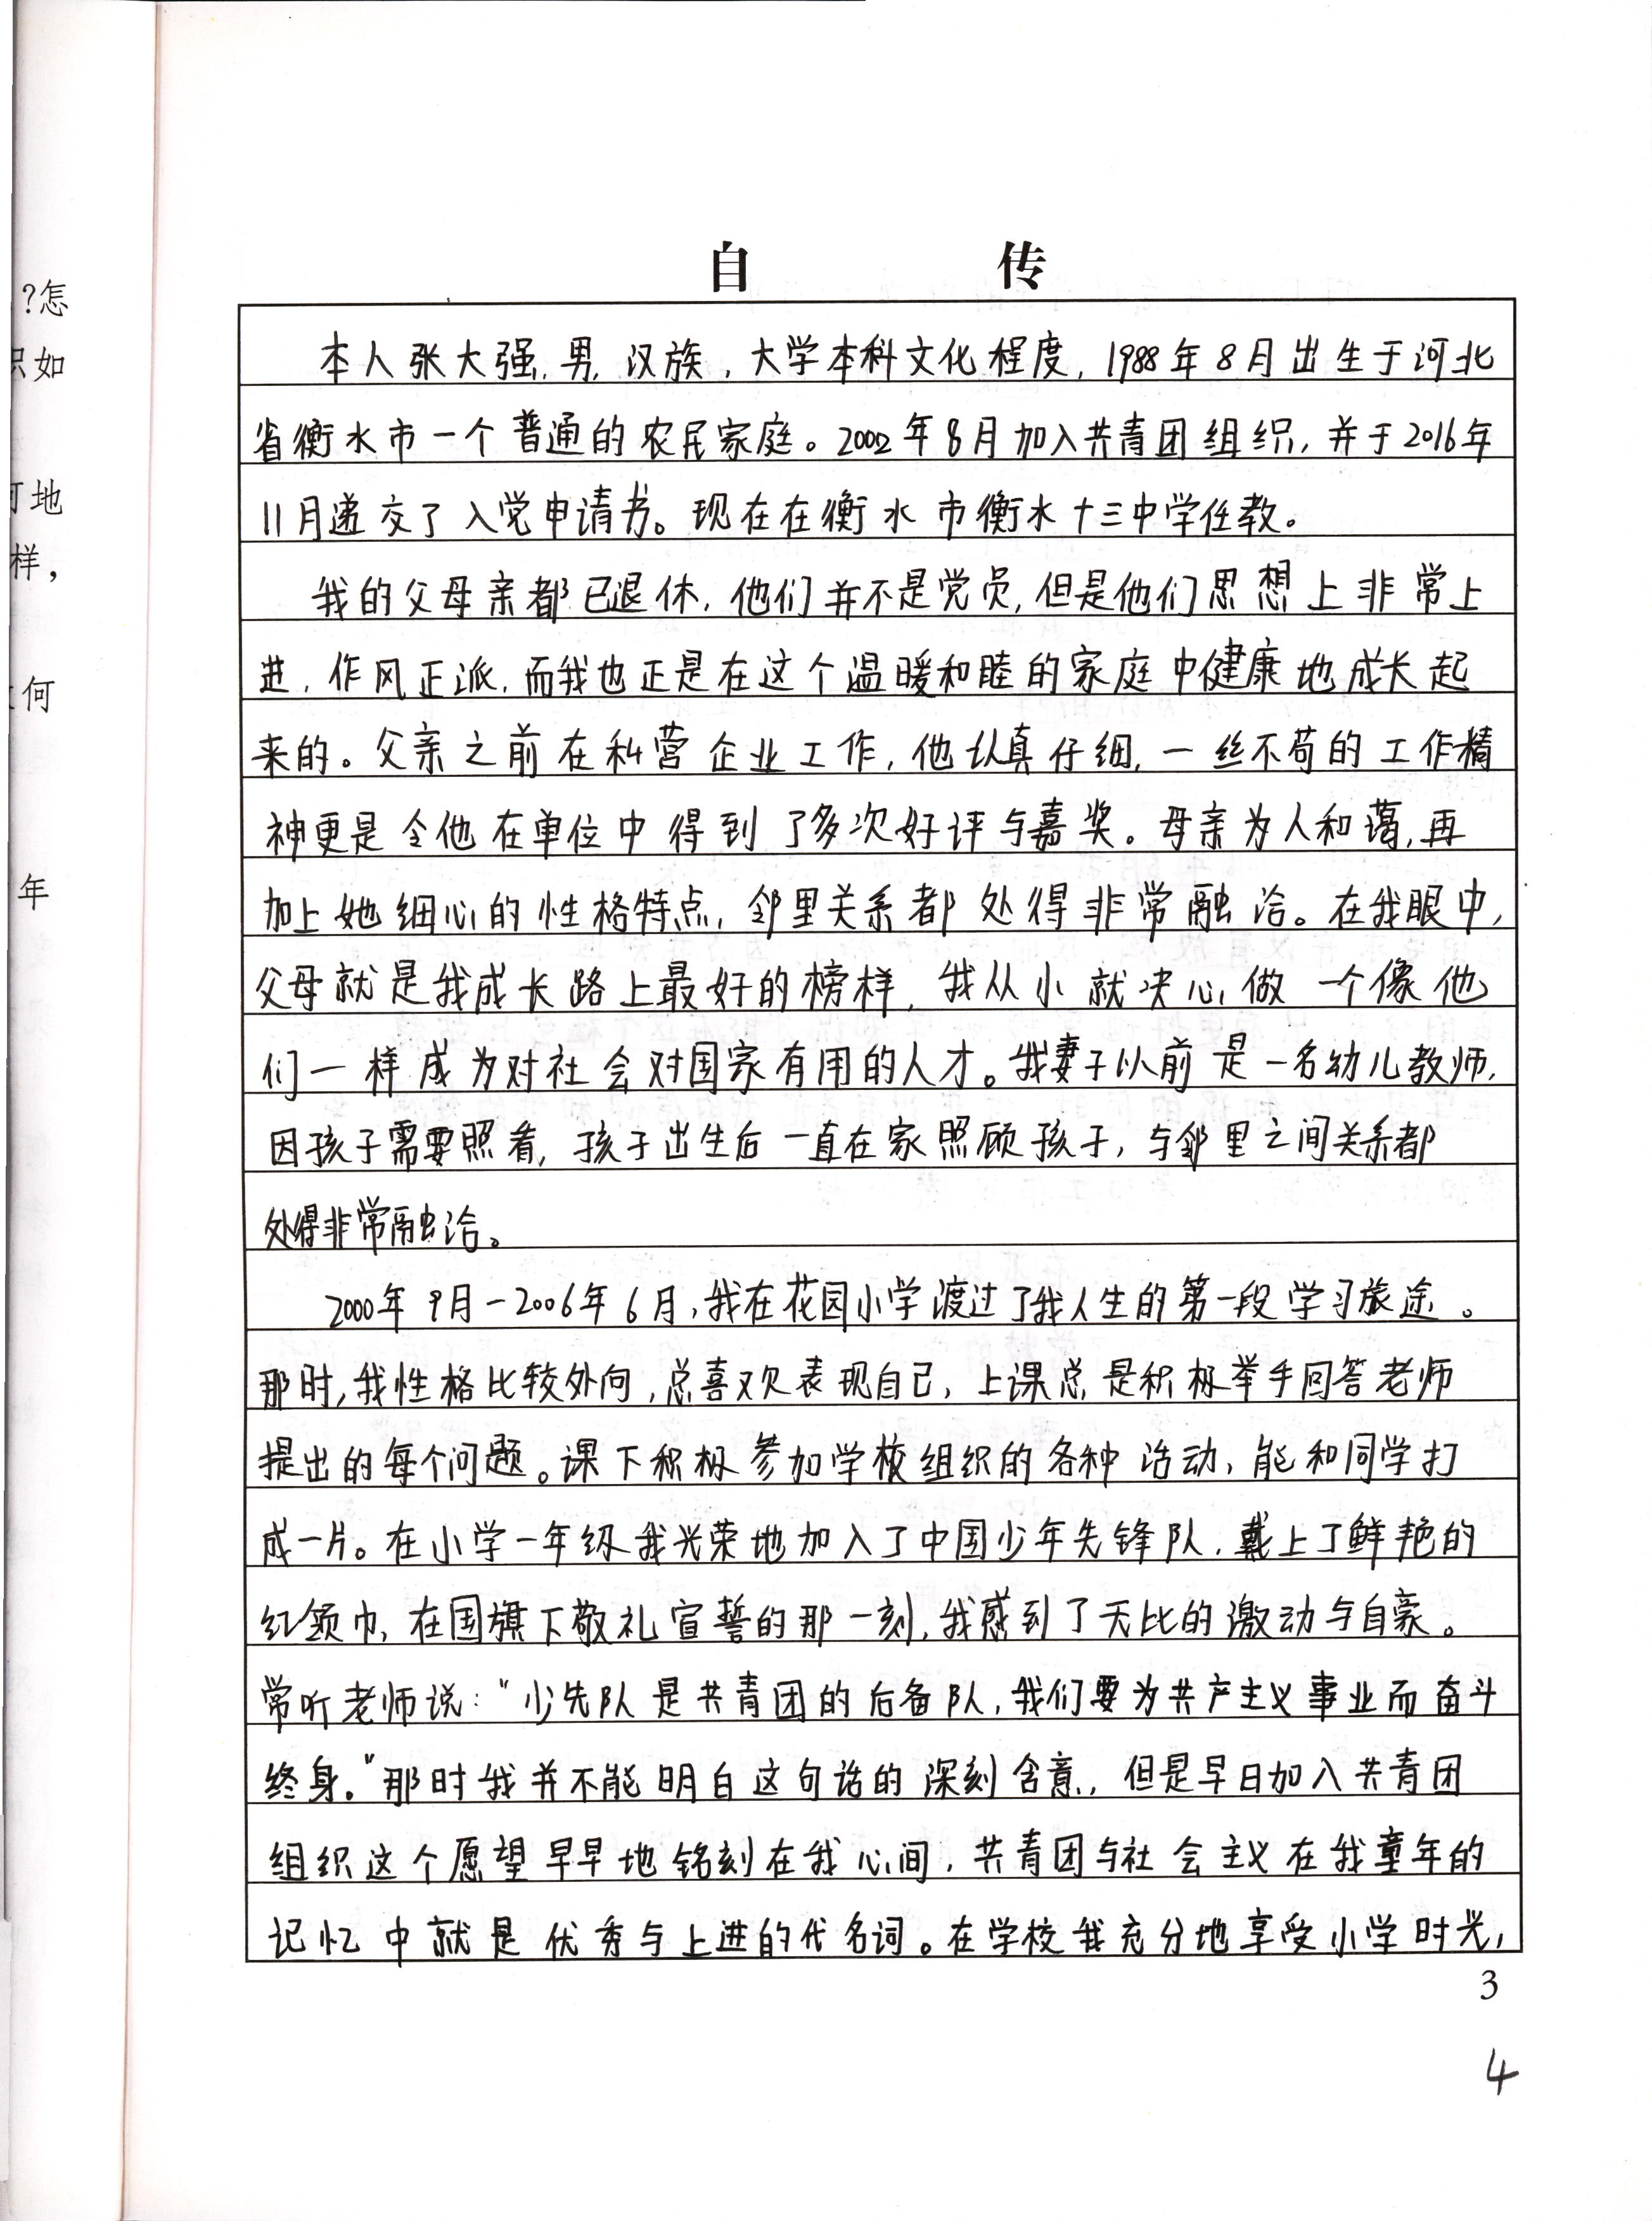 自 传
本人张大强,男,汉族,大学本科文化程度,1988年8月出生于河北
省衡水市一个普通的农民家庭。2002年8月加入共青团组织,并于2016年
11月递交了入党申请书。现在在衡水市衡水十三中学任教。
我的父母亲都已退休,他们并不是党员,但是他们思想上非常上
进,作风正派,而我也正是在这个温暖和睦的家庭中健康地成长起
来的。父亲之前在私营企业工作,他认真仔细,一丝不苟的工作精
神更是令他在单位中得到了多次好评与嘉奖。母亲为人和蔼,再
加上她细心的性格特点,邻里关系都处得非常融洽。在我眼中,
父母就是我成长路上最好的榜样,我从小就决心做一个像他
们一样成为对社会对国家有用的人才。我妻子以前是一名幼儿教师,
因孩子需要照看,孩子出生后一直在家照顾孩子,与邻里之间关系都
处得非常融洽。
2000年9月-2006年6月,我在花园小学渡过了我人生的第一段学习旅途。
那时,我性格比较外向,总喜欢表现自己,上课总是积极举手回答老师
提出的每个问题。课下积极参加学校组织的各种活动,能和同学打
成一片。在小学一年级我光荣地加入了中国少年先锋队,戴上了鲜艳的
红领巾,在国旗下敬礼宣誓的那一刻,我感到了无比的激动与自豪。
常听老师说:"少先队是共青团的后备队,我们要为共产主义事业而奋斗
终身。"那时我并不能明白这句话的深刻含意,但是早日加入共青团
组织这个愿望早早地铭刻在我心间,共青团与社会主义在我童年的
记忆中就是优秀与上进的代名词。在学校我充分地享受小学时光,
3
4
?怎
织如
何地
样,
何
年